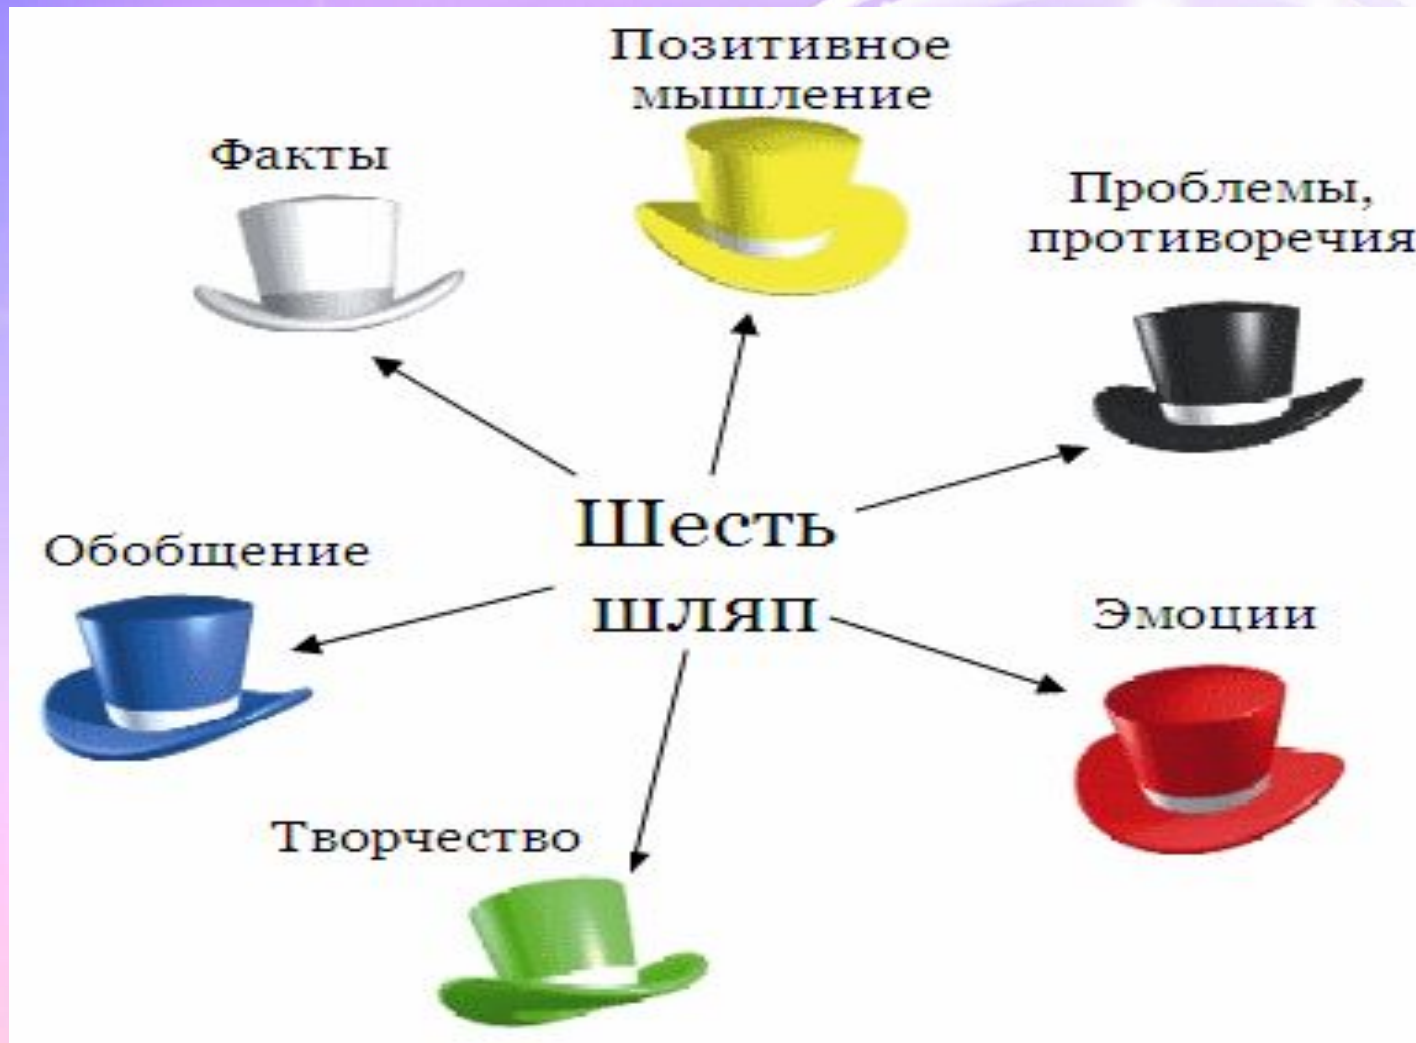 Позитивное
мышление
Факты
Проблемы,
противоречия
Шесть
шляп
Обобщение
Эмоции
Творчество